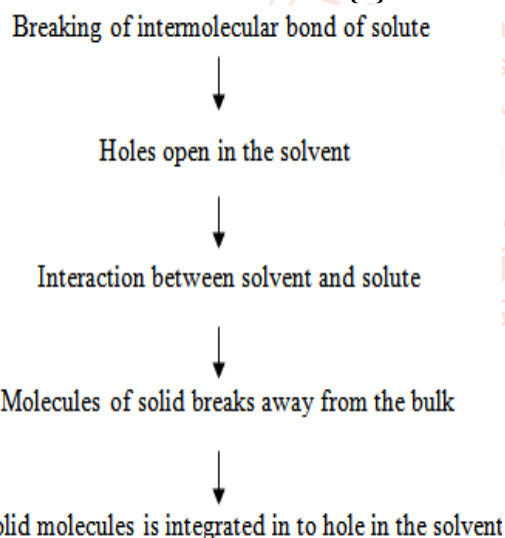 Breaking of intermolecular bond of solute
Holes open in the solvent
Interaction between solvent and solute
Molecules of solid breaks away from the bulk
molecules is integrated in to hole in the solvent